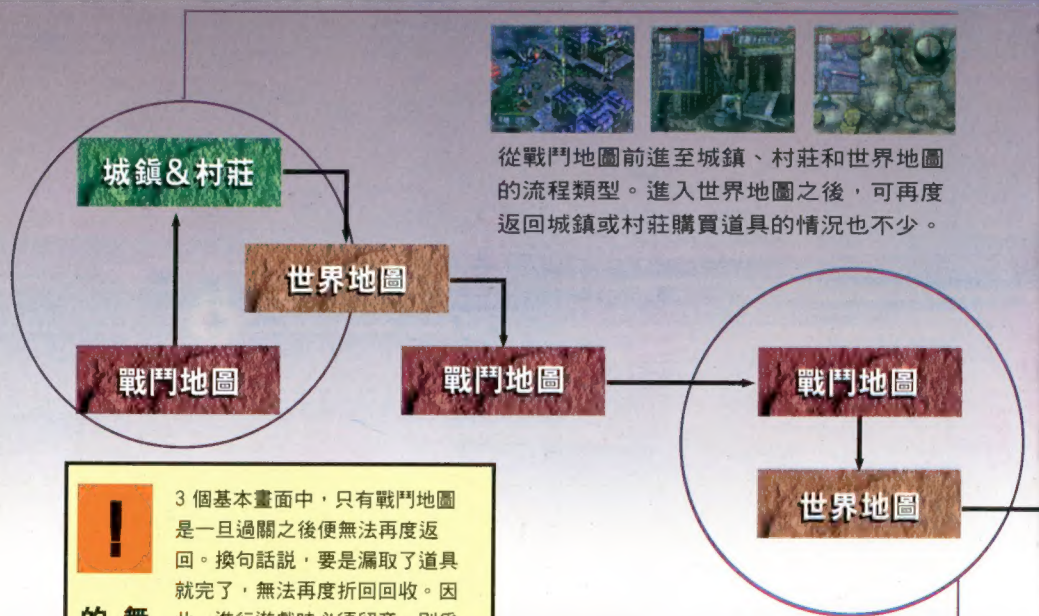 從戰鬥地圖前進至城鎮、村莊和世界地圖
的流程類型。進入世界地圖之後，可再度
返回城鎮或村莊購買道具的情況也不少。
城鎮&村莊
世界地圖
戰鬥地圖
戰鬥地圖
戰鬥地圖
世界地圖
!
3 個基本畫面中，只有戰鬥地圖
是一旦過關之後便無法再度返
回。換句話說，要是漏取了道具
就完了，無法再度折回回收。因
的 無